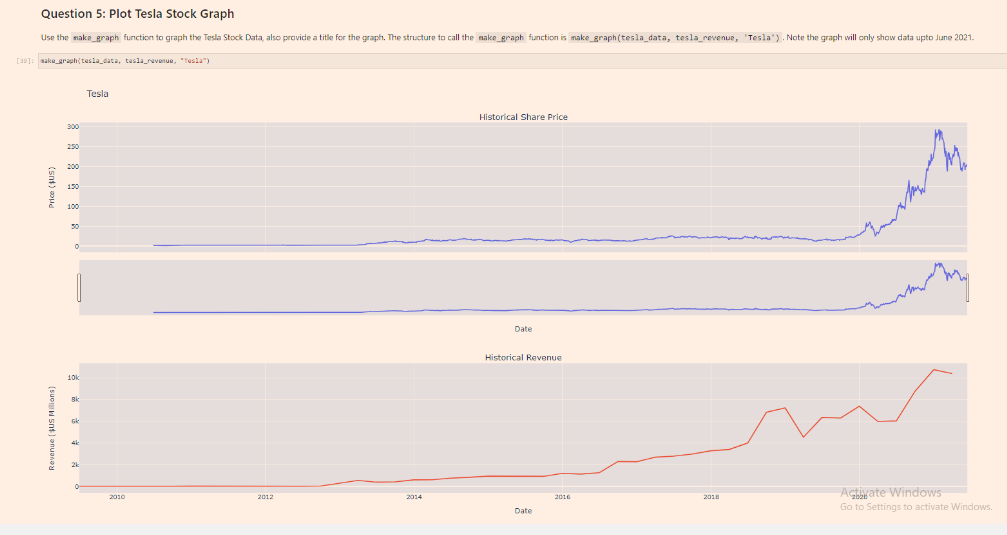 Question 5: Plot Tesla Stock Graph
Use the make_graph function to graph the Tesla Stock Data, also provide a title for the graph. The structure to call the make_graph function is make_graph(tesla_data, tesla_revenue, 'Tesla') . Note the graph will only show data upto June 2021.
make_graph(tesla_data, tesla_revenue, "Tesla")
Tesla
Historical Share Price
300
250
200
150
100
50
0
Price ($US)
Date
Historical Revenue
10k
8k
6k
4k
2k
0
Revenue ($US Millions)
2010 2012 2014 2016 2018 2020
Date
Activate Windows
Go to Settings to activate Windows.